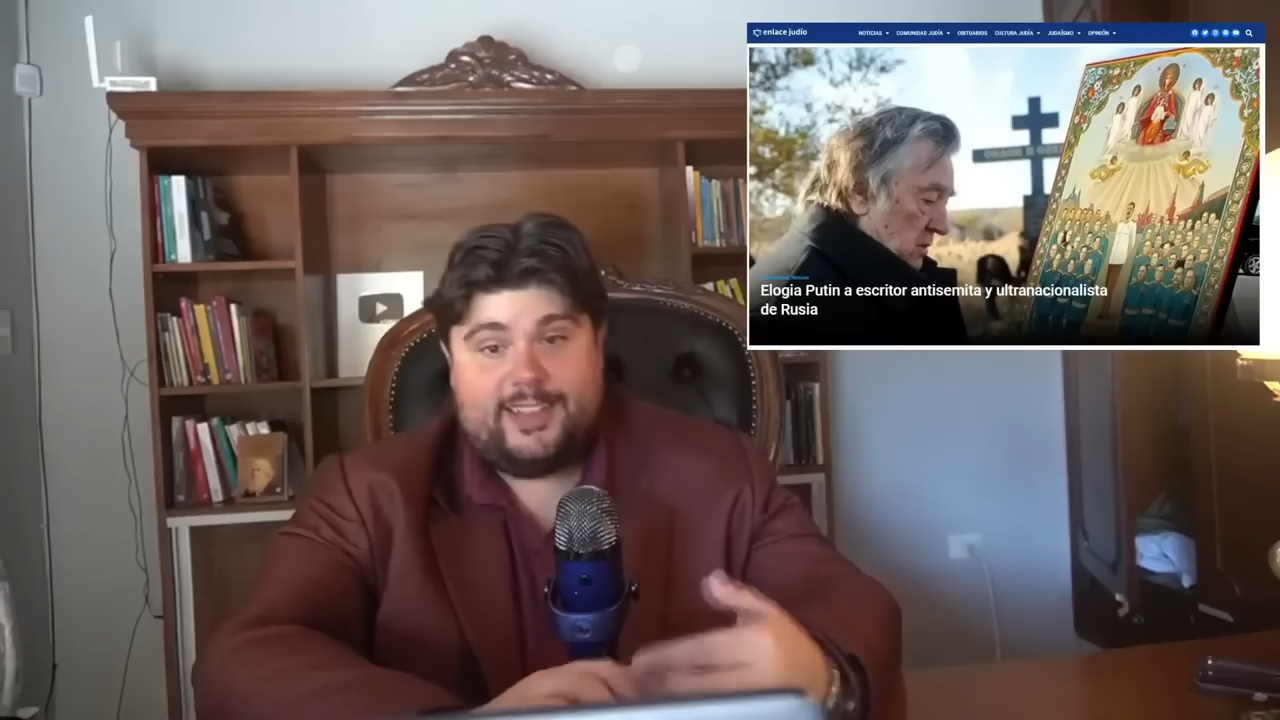 enlace judío
NOTICIAS
COMUNIDAD JUDÍA
OBITUARIOS
CULTURA JUDÍA
JUDAÍSMO
OPINIÓN
Elogia Putin a escritor antisemita y ultranacionalista
de Rusia